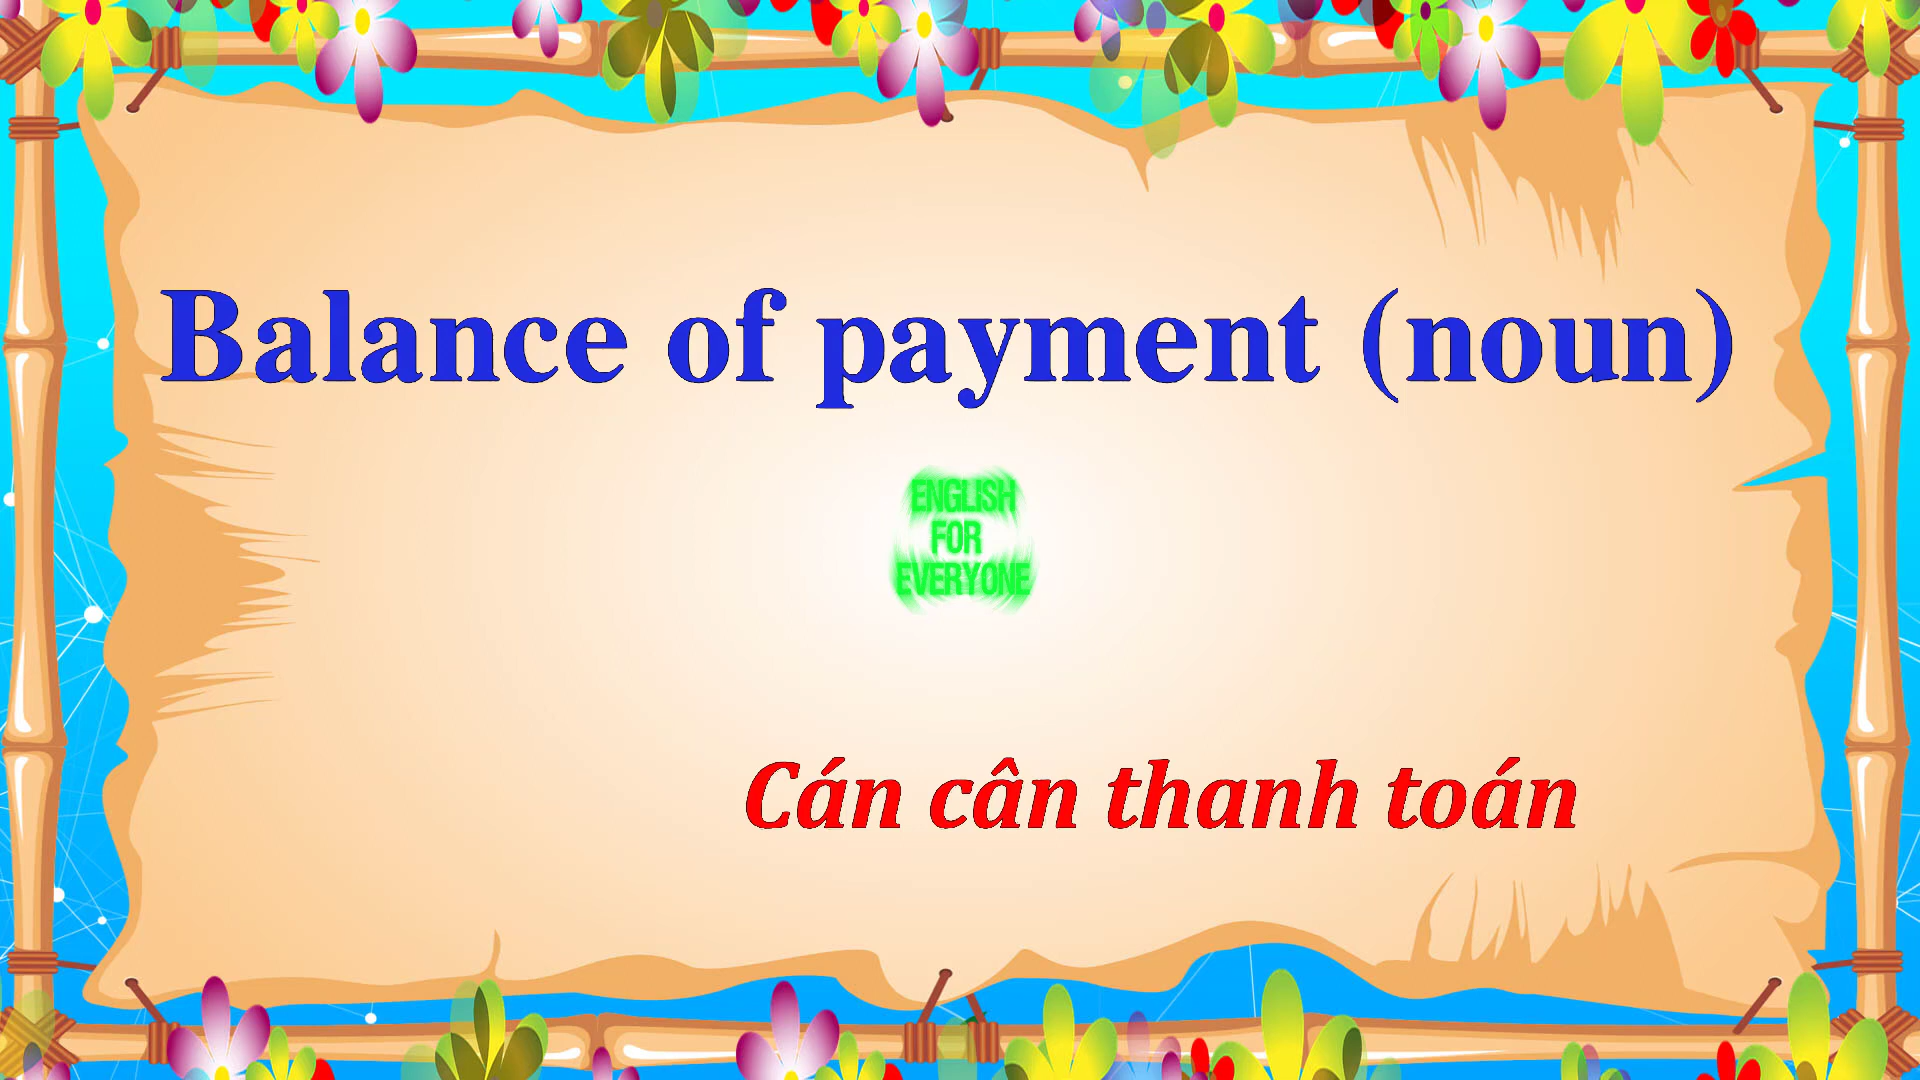 Balance of payment (noun)
ENGLISH
FOR
EVERYONE
Cán cân thanh toán